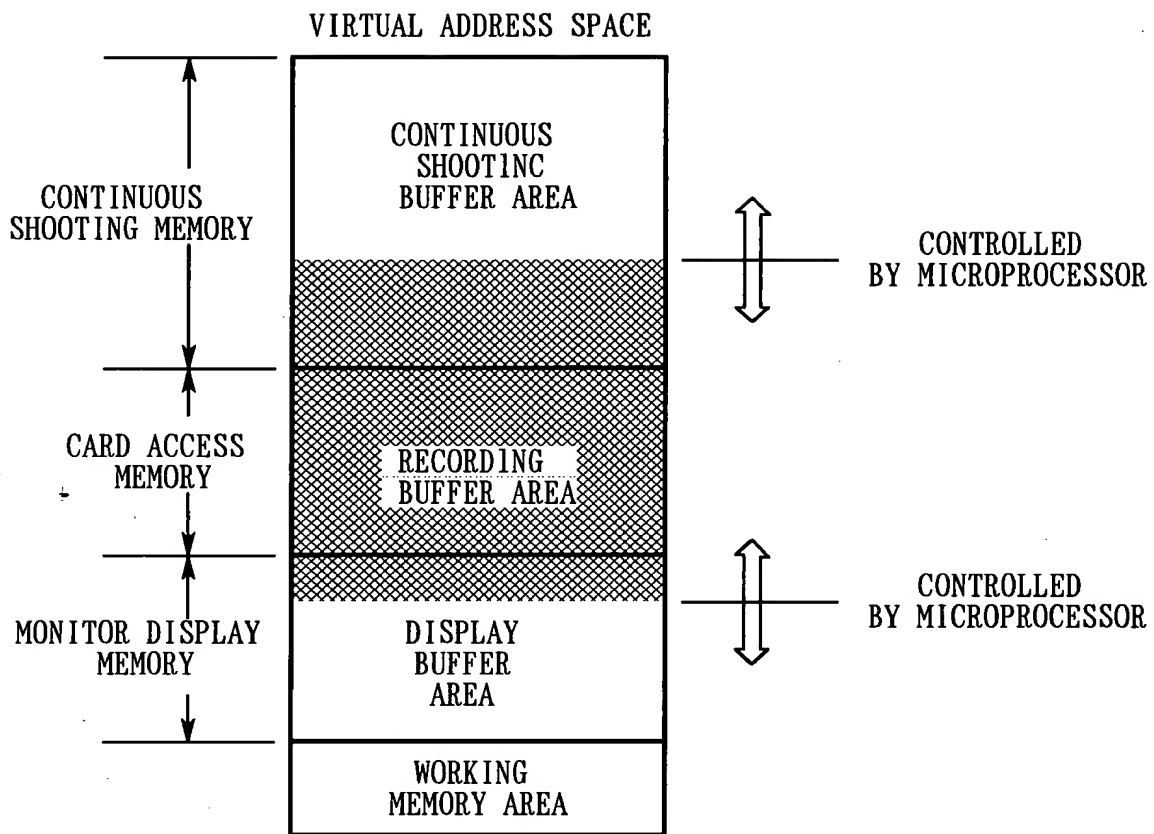 VIRTUAL ADDRESS SPACE
CONTINUOUS
SHOOTINC
BUFFER AREA
CONTINUOUS
SHOOTING MEMORY
CONTROLLED
BY MICROPROCESSOR
CARD ACCESS
MEMORY
RECORDING
BUFFER AREA
CONTROLLED
BY MICROPROCESSOR
MONITOR DISPLAY
MEMORY
DISPLAY
BUFFER
AREA
WORKING
MEMORY AREA